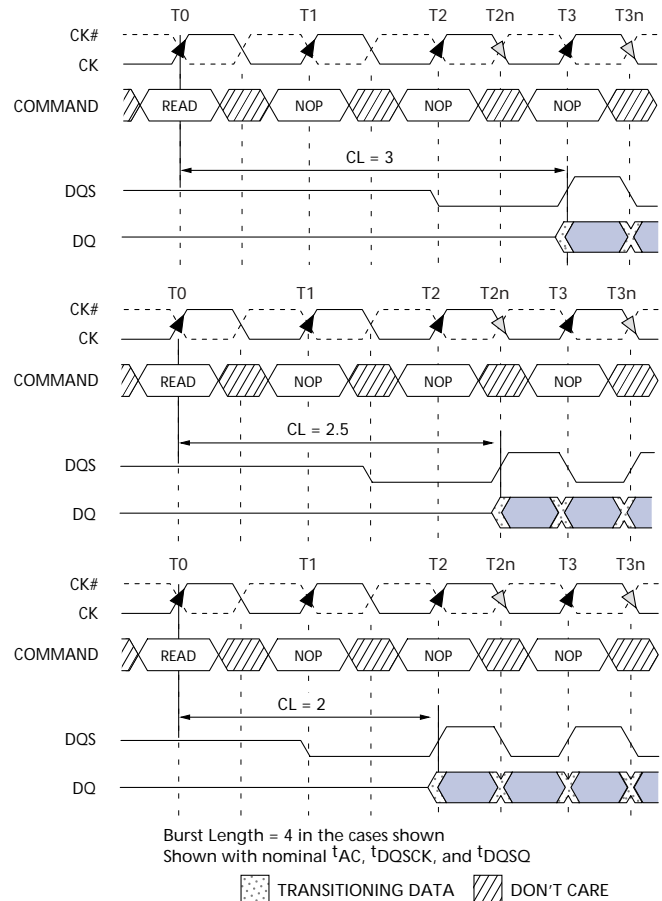 T0 T1 T2 T2n T3 T3n
CK#
CK
COMMAND READ NOP NOP NOP
CL = 3
DQS
DQ
T0 T1 T2 T2n T3 T3n
CK#
CK
COMMAND READ NOP NOP NOP
CL = 2.5
DQS
DQ
T0 T1 T2 T2n T3 T3n
CK#
CK
COMMAND READ NOP NOP NOP
CL = 2
DQS
DQ
Burst Length = 4 in the cases shown
Shown with nominal tAC, tDQSCK, and tDQSQ
TRANSITIONING DATA DON'T CARE